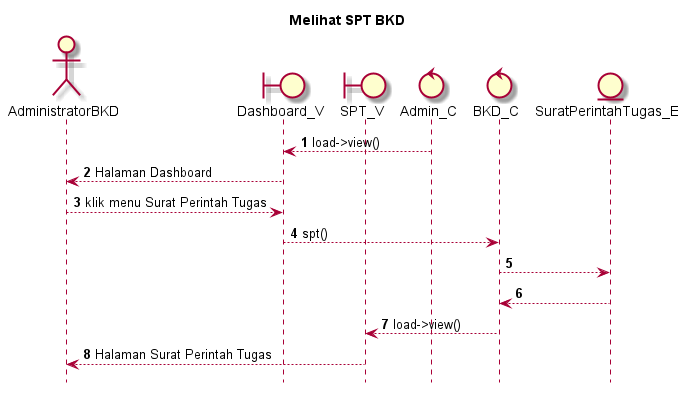 Melihat SPT BKD
AdministratorBKD Dashboard_V SPT_V Admin_C BKD_C SuratPerintahTugas_E
1 load->view()
2 Halaman Dashboard
3 klik menu Surat Perintah Tugas
4 spt()
5
6
7 load->view()
8 Halaman Surat Perintah Tugas